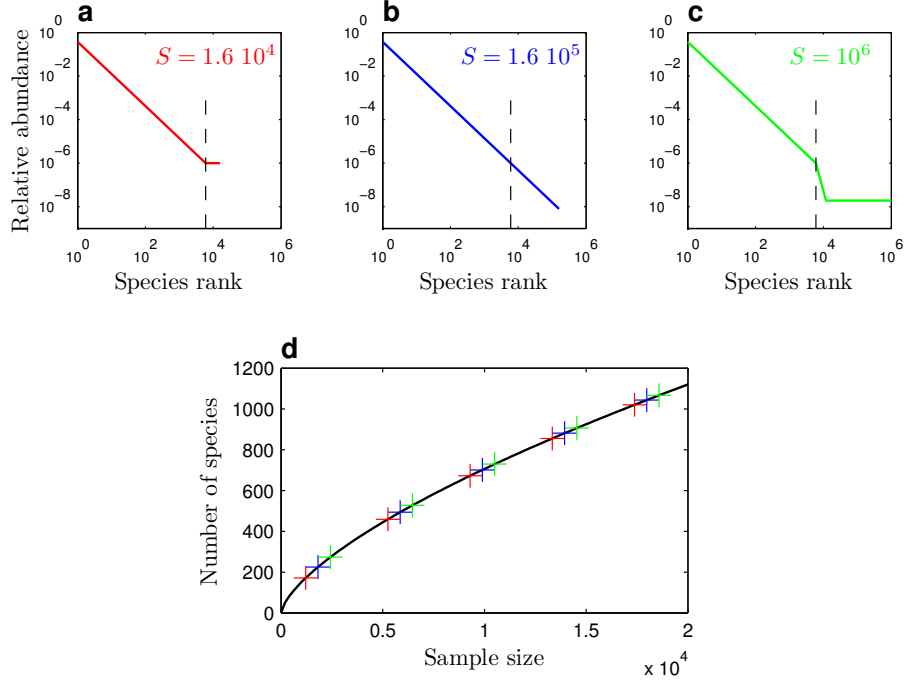 a
b
c
S = 1.6 10^4
S = 1.6 10^5
S = 10^6
Relative abundance
10^0
10^-2
10^-4
10^-6
10^-8
10^0 10^2 10^4 10^6
Species rank
10^0
10^-2
10^-4
10^-6
10^-8
10^0 10^2 10^4 10^6
Species rank
10^0
10^-2
10^-4
10^-6
10^-8
10^0 10^2 10^4 10^6
Species rank
d
Number of species
1200
1000
800
600
400
200
0
0 0.5 1 1.5 2
Sample size
x 10^4